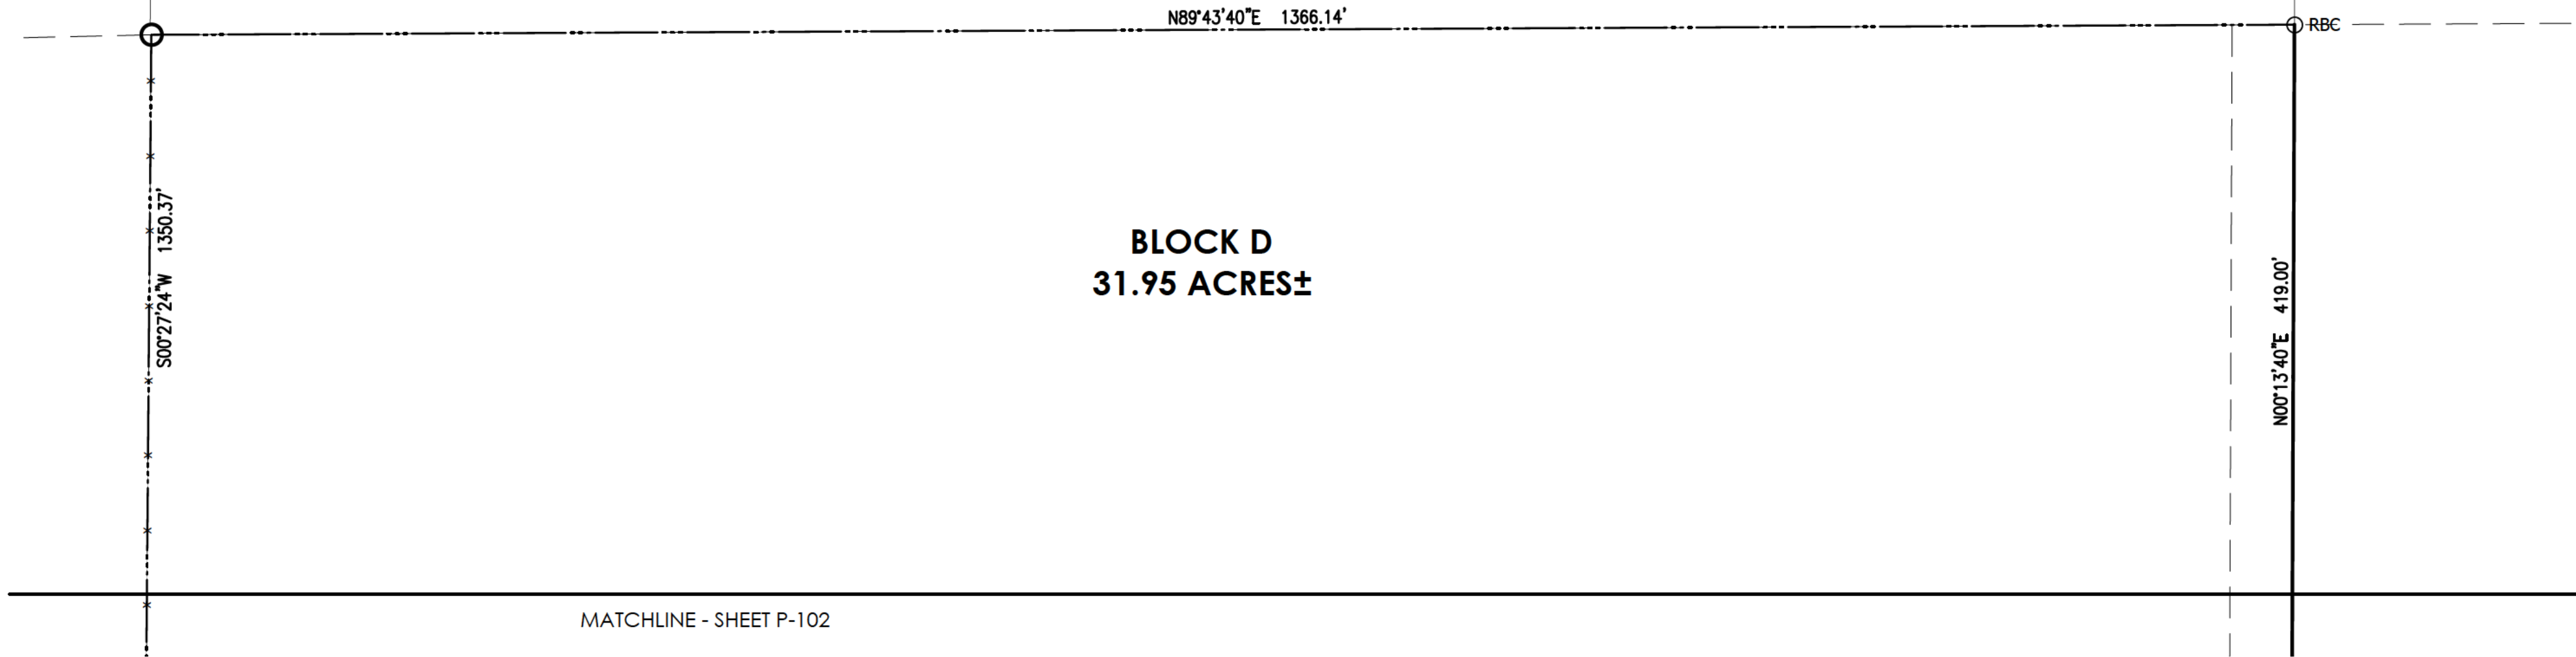 N89°43'40"E 1366.14'
RBC
S00°27'24"W 1350.37'
BLOCK D
31.95 ACRES±
N00°13'40"E 419.00'
MATCHLINE - SHEET P-102